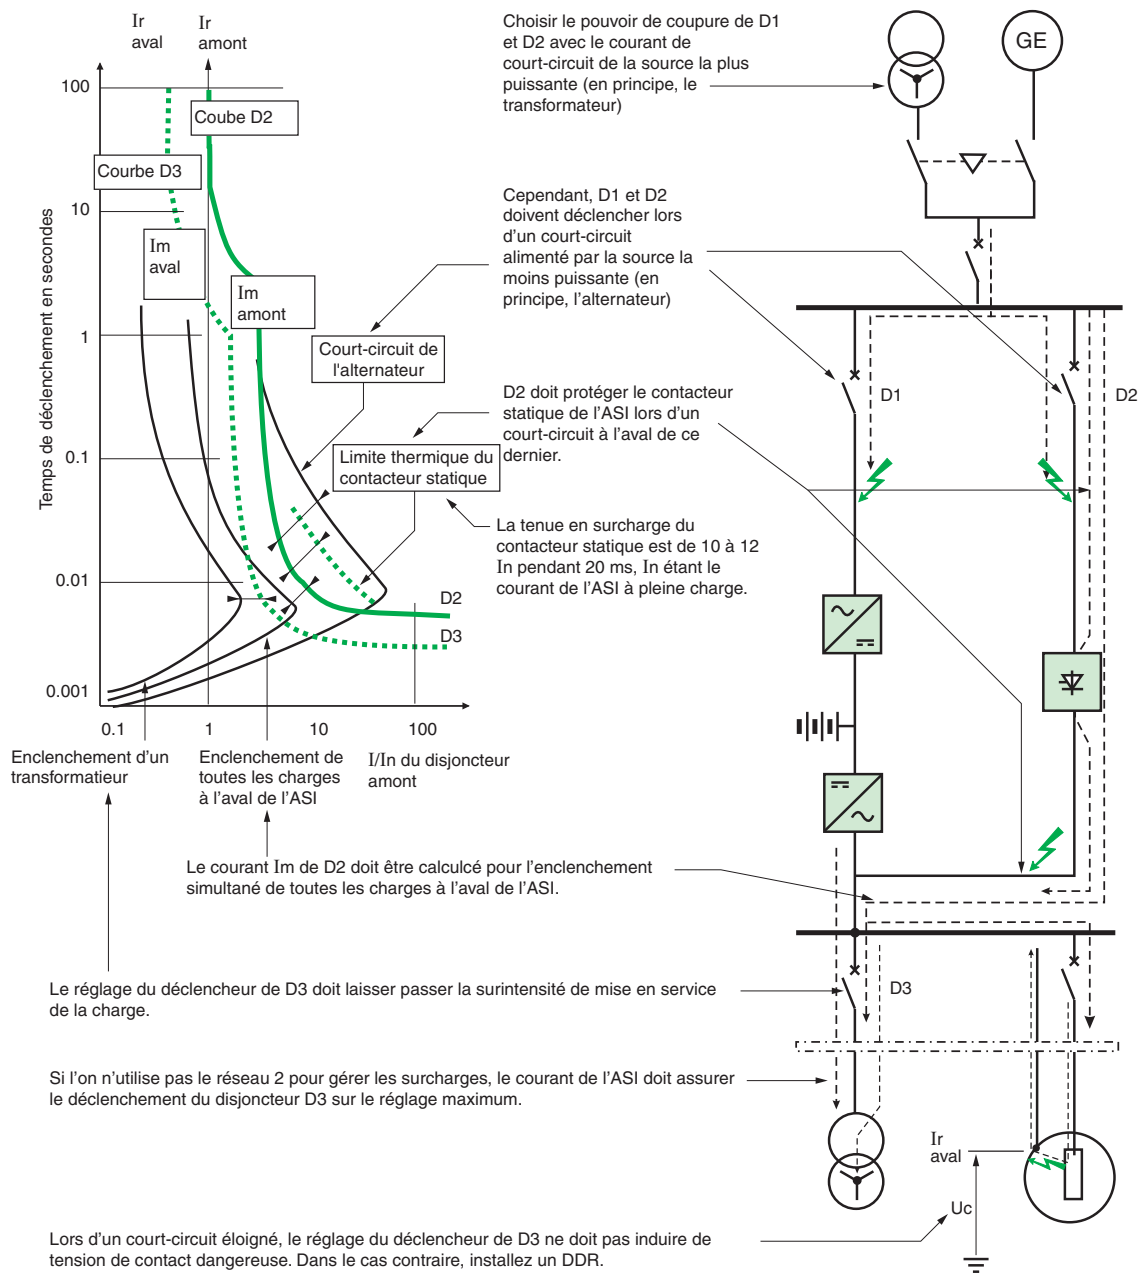 Ir
aval
Ir
amont
Choisir le pouvoir de coupure de D1
et D2 avec le courant de
court-circuit de la source la plus
puissante (en principe, le
transformateur)
GE
100
Coube D2
Courbe D3
10
Im
aval
Im
amont
1
0.1
0.01
0.001
Temps de déclenchement en secondes
Cependant, D1 et D2
doivent déclencher lors
d'un court-circuit
alimenté par la source la
moins puissante (en
principe, l'alternateur)
Court-circuit de
l'alternateur
D2 doit protéger le contacteur
statique de l'ASI lors d'un
court-circuit à l'aval de ce
dernier.
D1
D2
Limite thermique du
contacteur statique
La tenue en surcharge du
contacteur statique est de 10 à 12
In pendant 20 ms, In étant le
courant de l'ASI à pleine charge.
D2
D3
0.1
1
10
100
Enclenchement d'un
transformatieur
Enclenchement de
toutes les charges
à l'aval de l'ASI
I/In du disjoncteur
amont
Le courant Im de D2 doit être calculcé pour l'enclenchement
simultané de toutes les charges à l'aval de l'ASI.
Le réglage du déclencheur de D3 doit laisser passer la surintensité de mise en service
de la charge.
D3
Si l'on n'utilise pas le réseau 2 pour gérer les surcharges, le courant de l'ASI doit assurer
le déclenchement du disjoncteur D3 sur le réglage maximum.
Ir
aval
Uc
Lors d'un court-circuit éloigné, le réglage du déclencheur de D3 ne doit pas induire de
tension de contact dangereuse. Dans le cas contraire, installez un DDR.